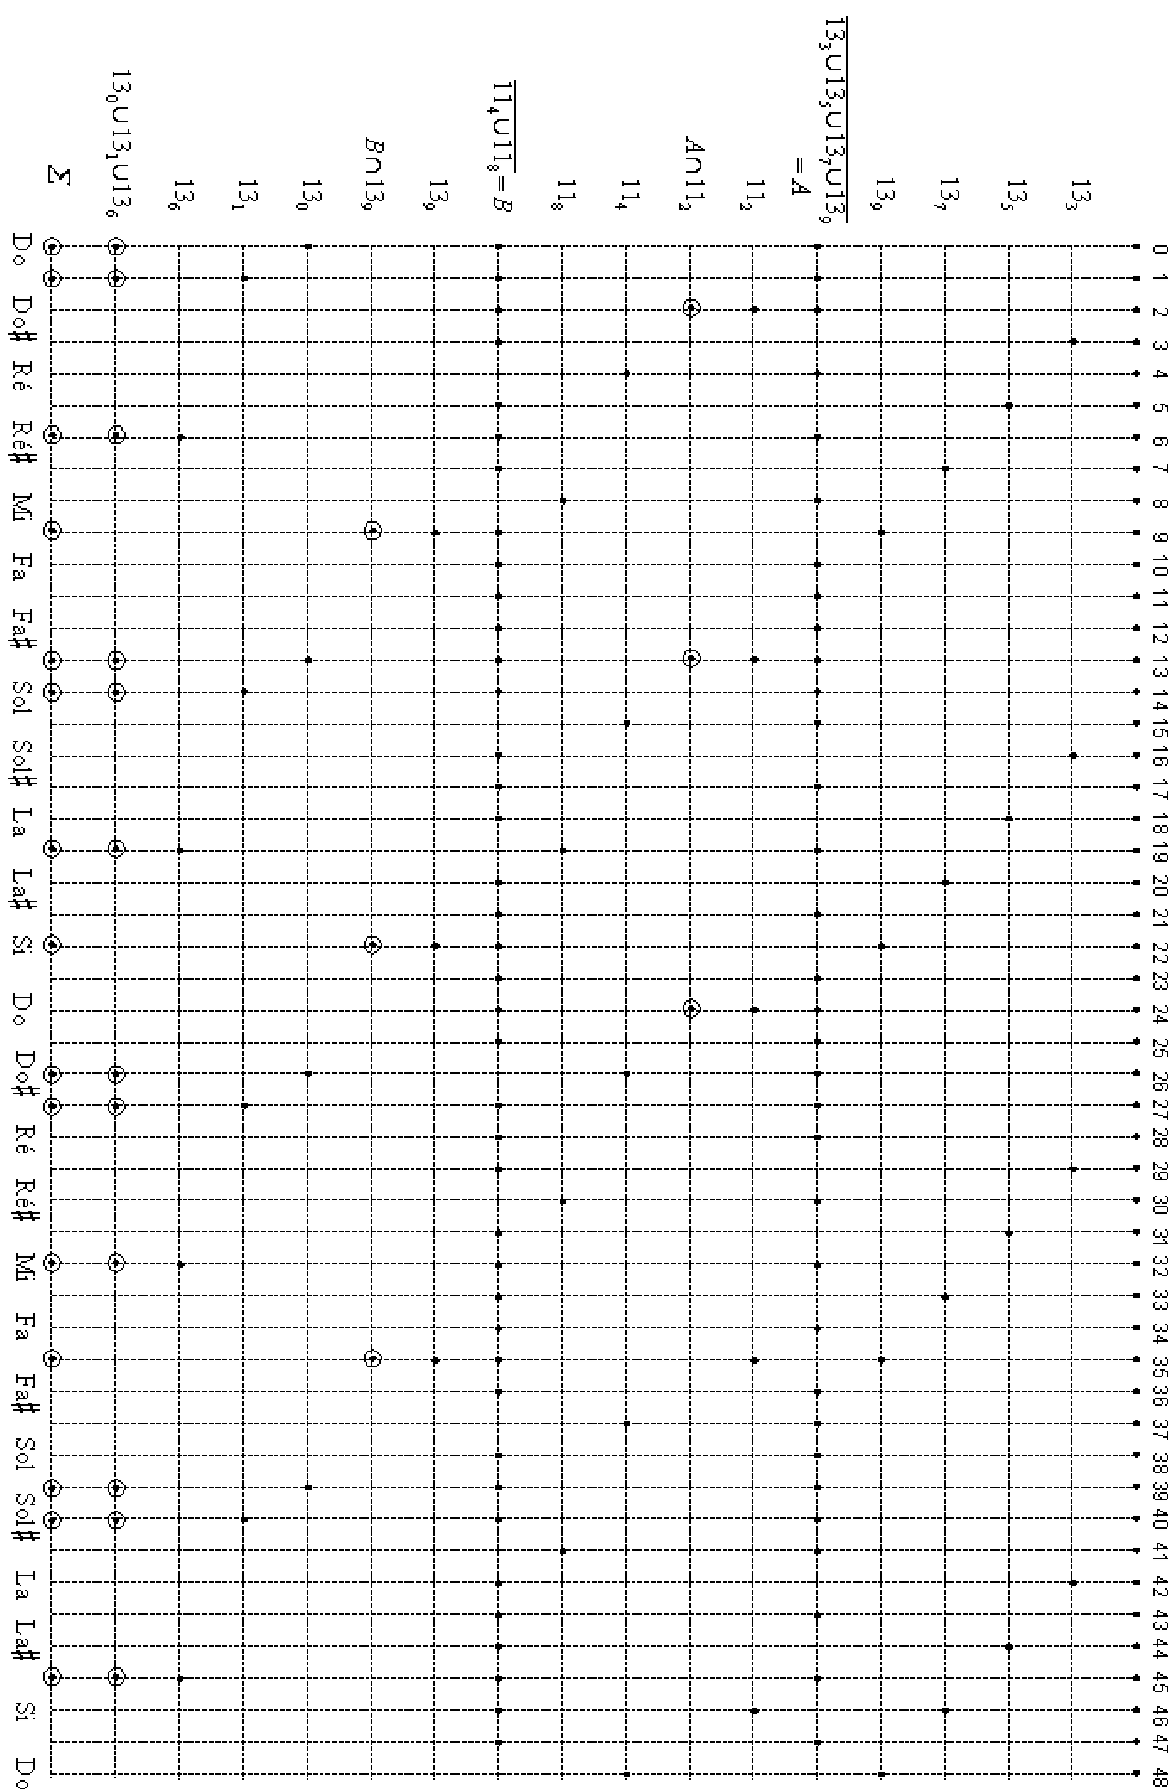 0 1 2 3 4 5 6 7 8 9 10 11 12 13 14 15 16 17 18 19 20 21 22 23 24 25 26 27 28 29 30 31 32 33 34 35 36 37 38 39 40 41 42 43 44 45 46 47 48
13₃
13₅
13₇
13₉
13₃∪13₅∪13₇∪13₉
=A
11₂
A∩11₂
11₄
11₈
11₄∪11₈=B
13₉
B∩13₉
13₀
13₁
13₆
13₀∪13₁∪13₆
Σ
Do Do# Ré Ré# Mi Fa Fa# Sol Sol# La La# Si Do Do# Ré Ré# Mi Fa Fa# Sol Sol# La La# Si Do